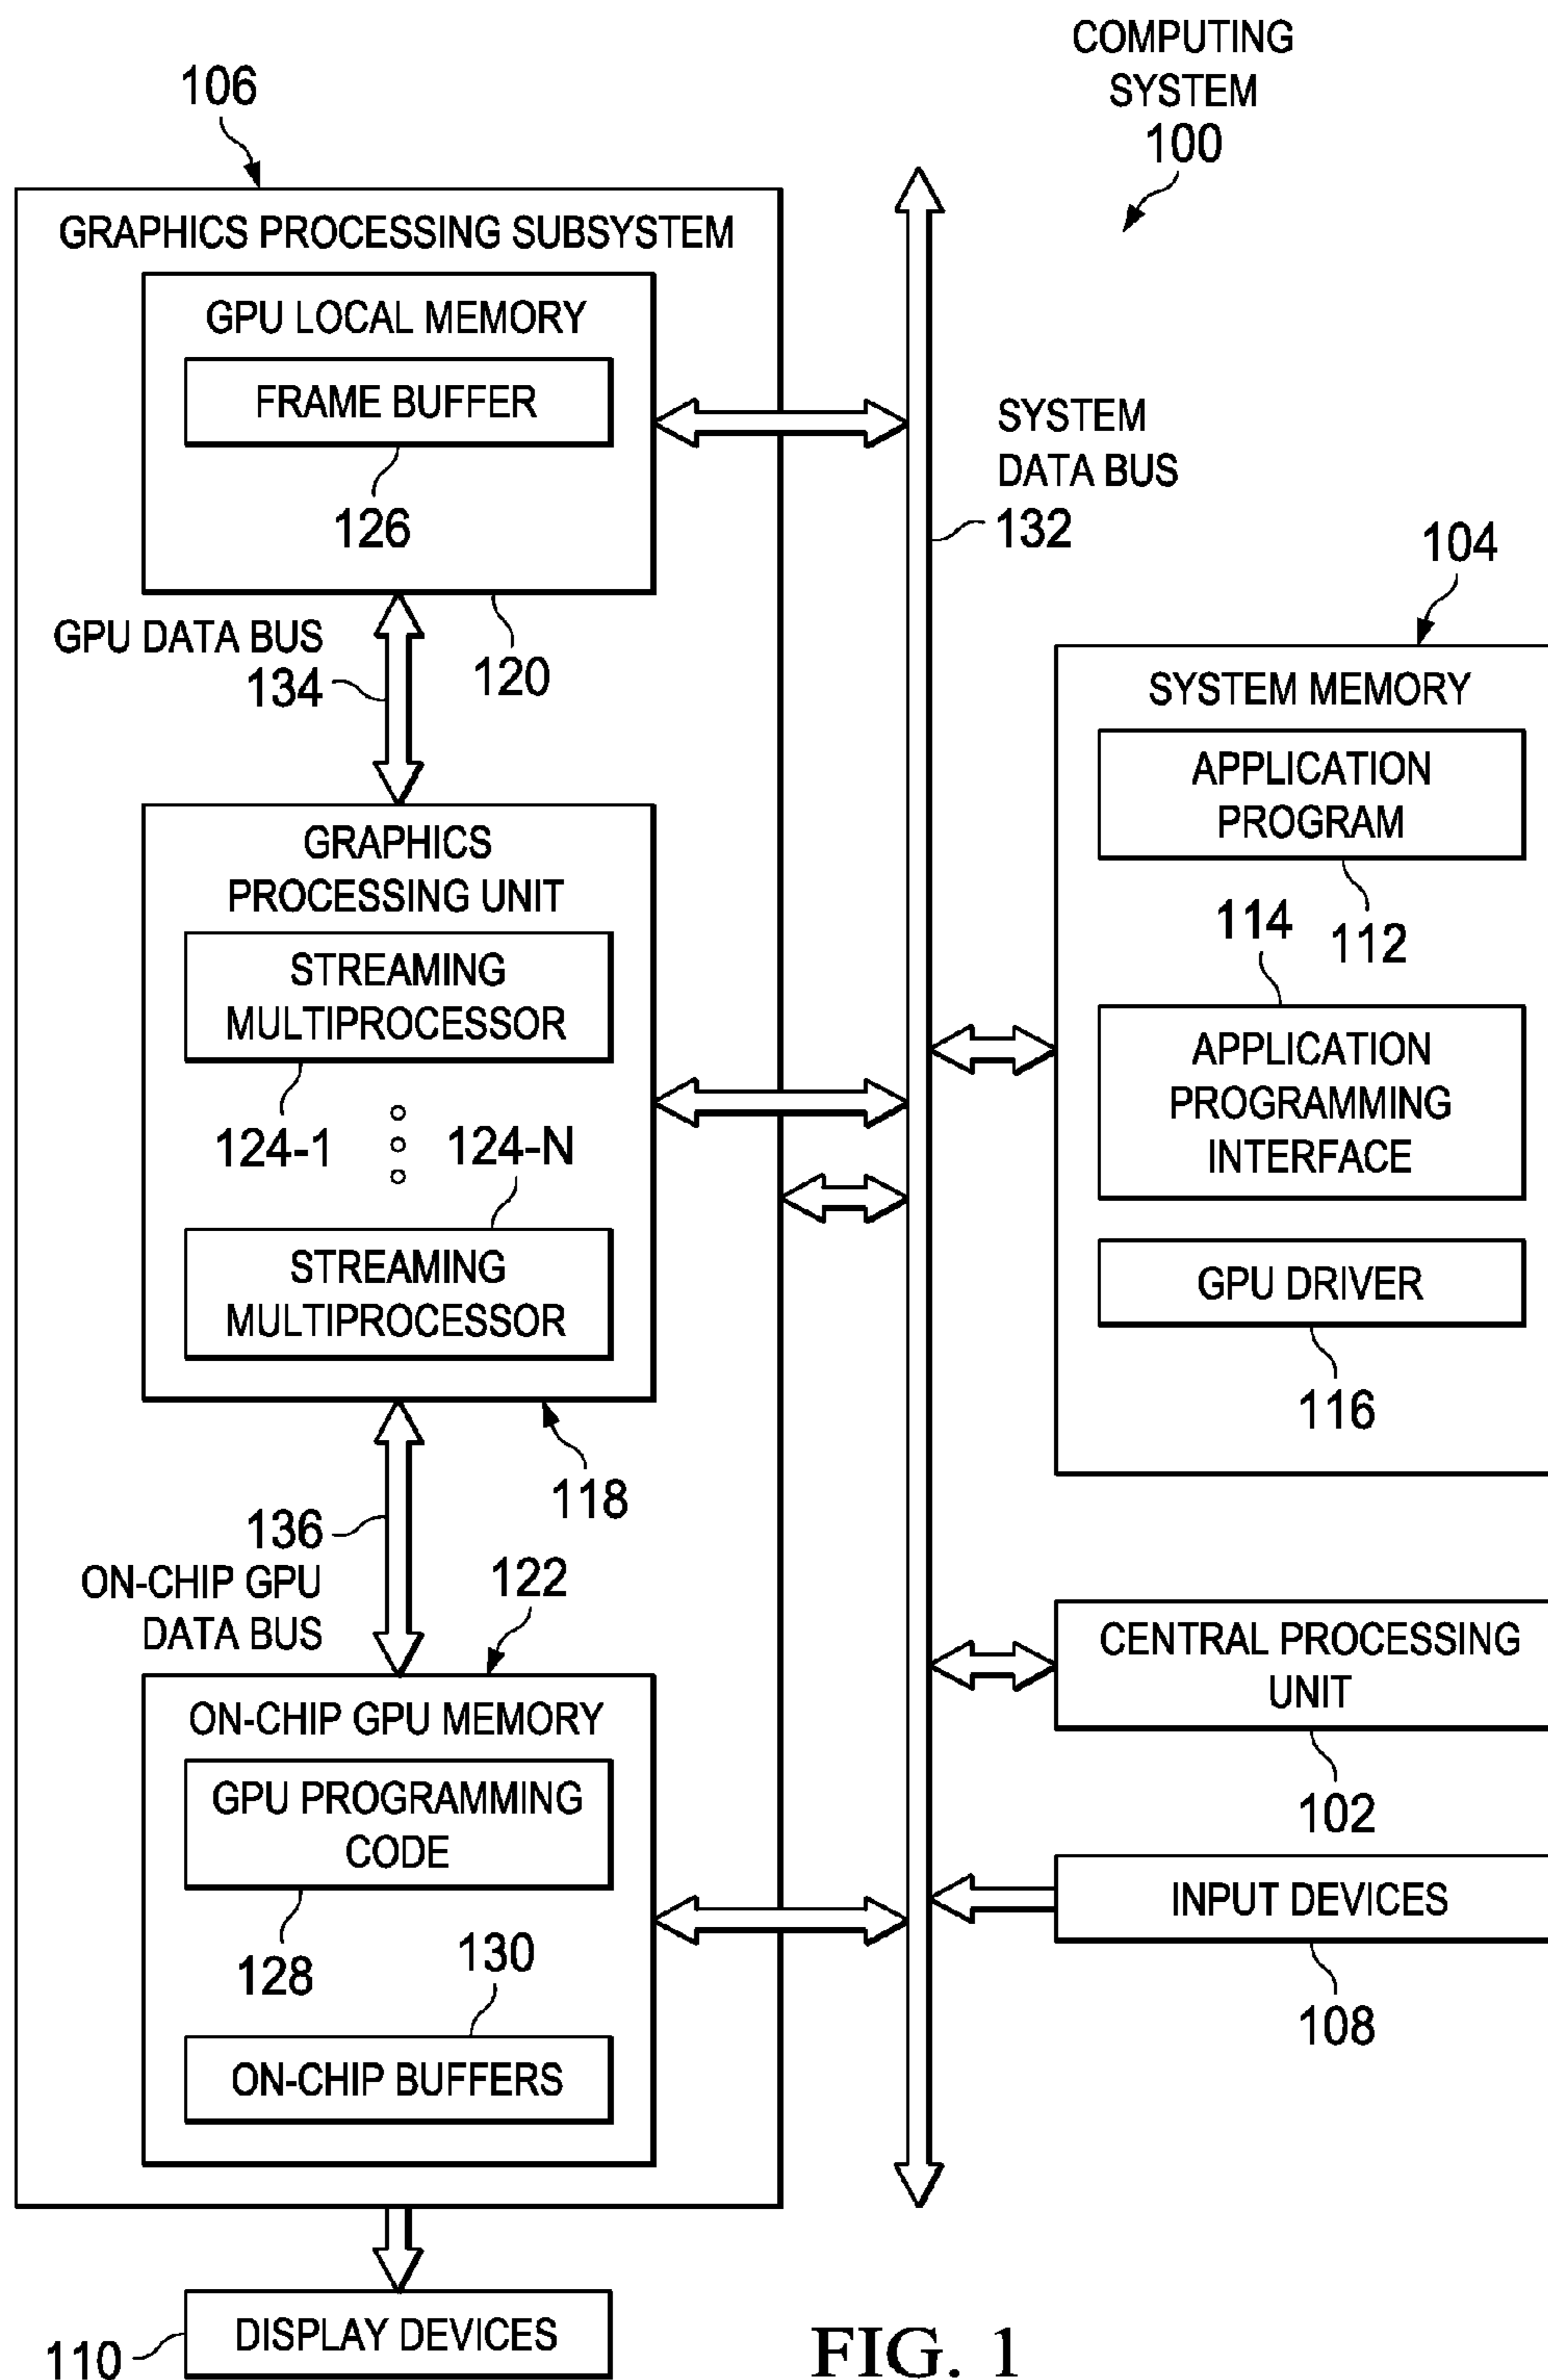 COMPUTING
SYSTEM
100
106
GRAPHICS PROCESSING SUBSYSTEM
GPU LOCAL MEMORY
FRAME BUFFER
126
120
GPU DATA BUS
134
GRAPHICS
PROCESSING UNIT
STREAMING
MULTIPROCESSOR
124-1
124-N
STREAMING
MULTIPROCESSOR
118
136
ON-CHIP GPU
DATA BUS
122
ON-CHIP GPU MEMORY
GPU PROGRAMMING
CODE
128
130
ON-CHIP BUFFERS
DISPLAY DEVICES
110
SYSTEM
DATA BUS
132
104
SYSTEM MEMORY
APPLICATION
PROGRAM
112
114
APPLICATION
PROGRAMMING
INTERFACE
GPU DRIVER
116
CENTRAL PROCESSING
UNIT
102
INPUT DEVICES
108
FIG. 1